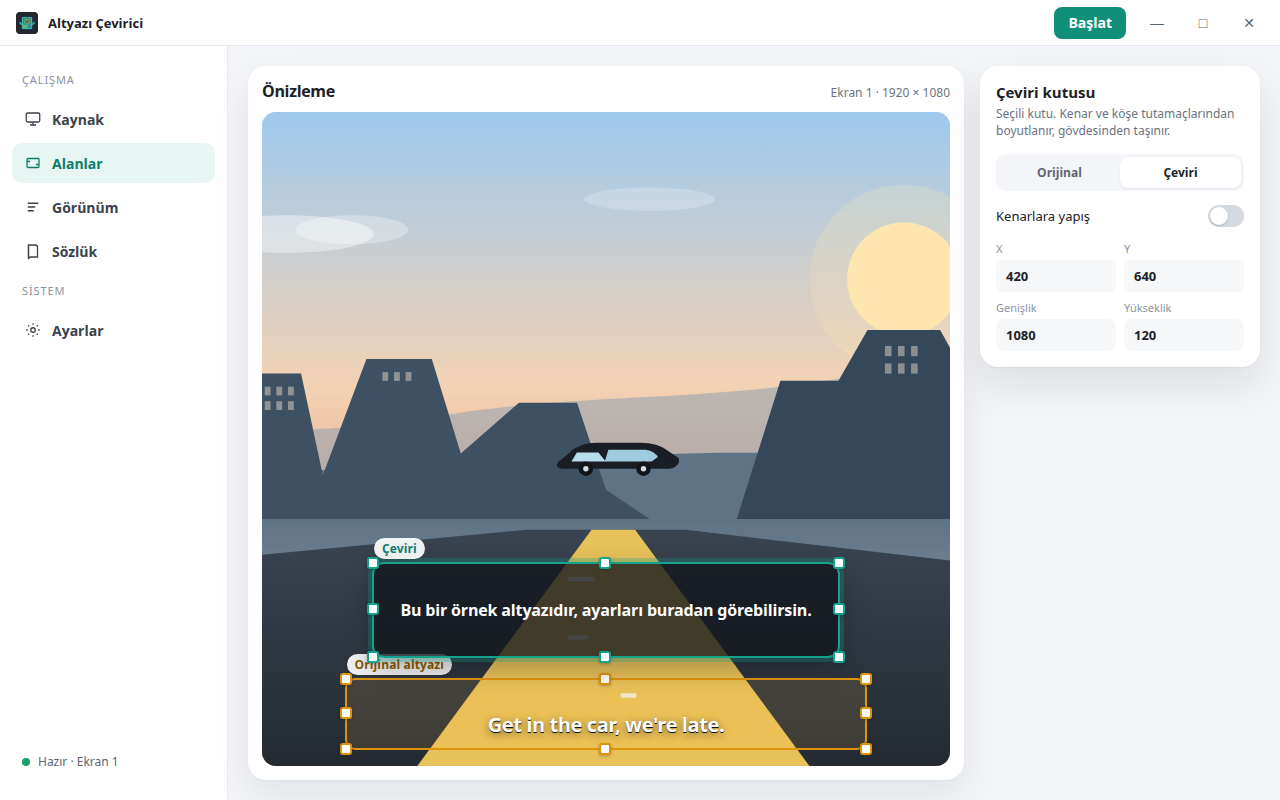 Altyazı Çevirici
Başlat
ÇALIŞMA
Kaynak
Alanlar
Görünüm
Sözlük
SİSTEM
Ayarlar
Hazır · Ekran 1
Önizleme
Ekran 1 · 1920 × 1080
Çeviri
Bu bir örnek altyazıdır, ayarları buradan görebilirsin.
Orijinal altyazı
Get in the car, we're late.
Çeviri kutusu
Seçili kutu. Kenar ve köşe tutamaçlarından
boyutlanır, gövdesinden taşınır.
Orijinal
Çeviri
Kenarlara yapış
X
Y
420
640
Genişlik
Yükseklik
1080
120